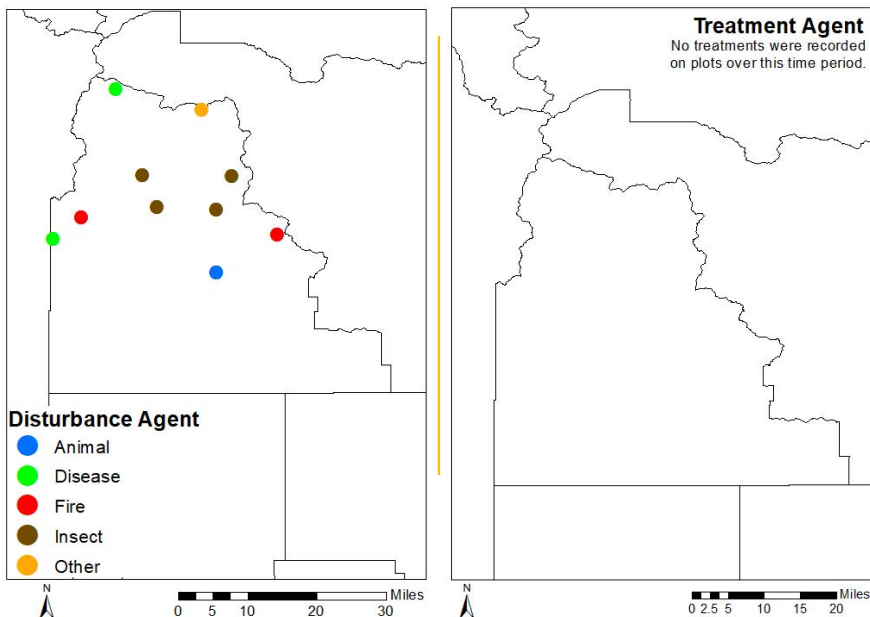 Treatment Agent
No treatments were recorded
on plots over this time period.
Disturbance Agent
Animal
Disease
Fire
Insect
Other
N
Miles
0 5 10 20 30
N
Miles
0 2.5 5 10 15 20